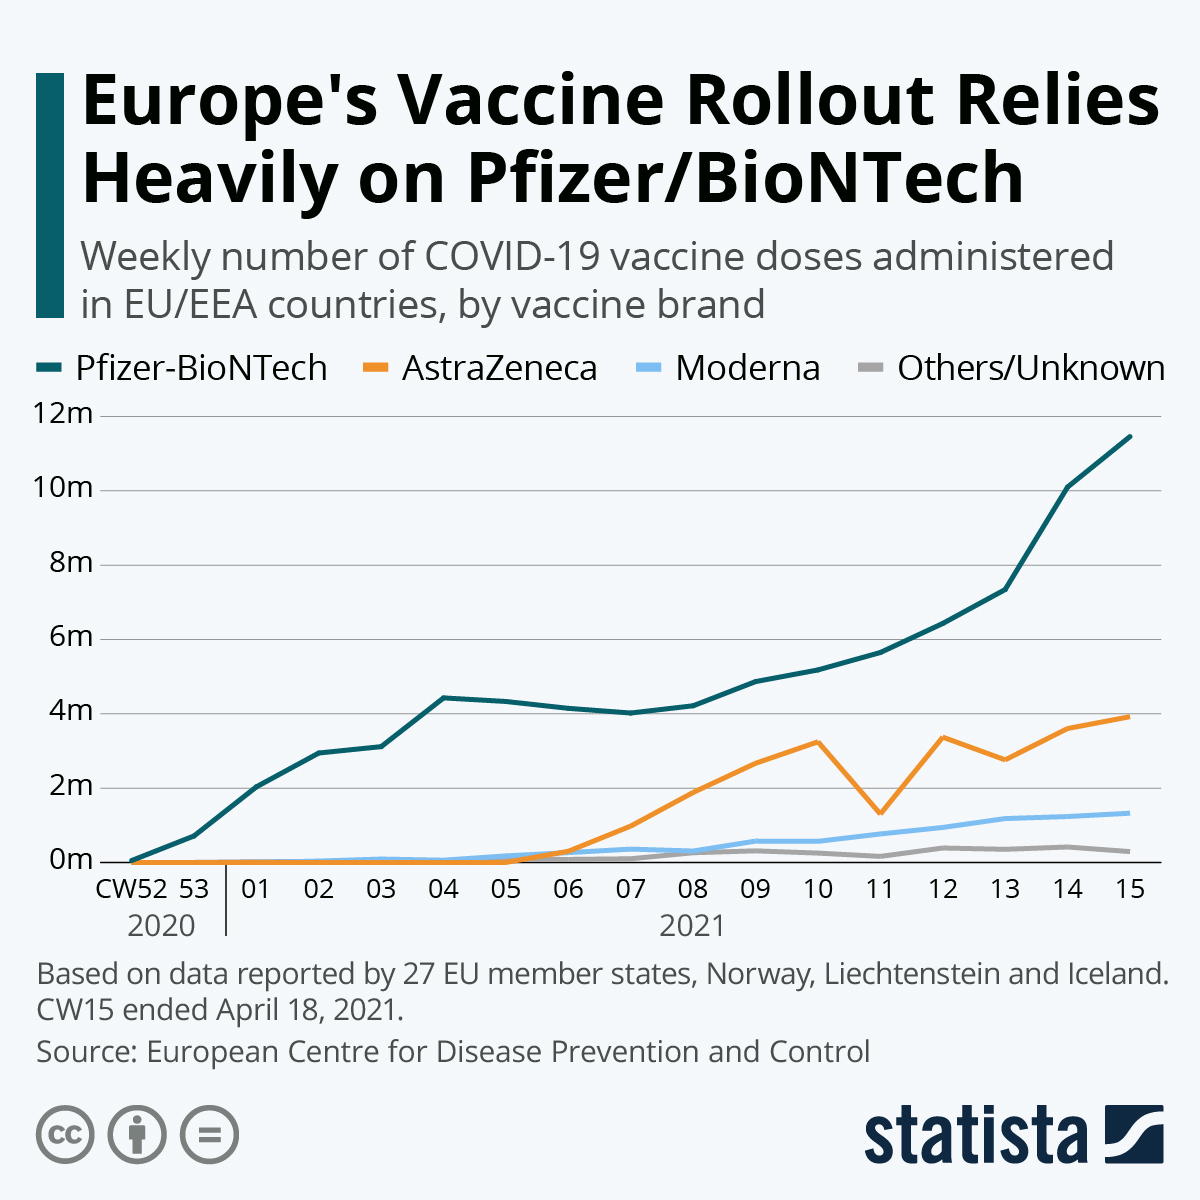 Europe's Vaccine Rollout Relies
Heavily on Pfizer/BioNTech
Weekly number of COVID-19 vaccine doses administered
in EU/EEA countries, by vaccine brand
Pfizer-BioNTech AstraZeneca Moderna Others/Unknown
12m
10m
8m
6m
4m
2m
0m
CW52 53 01 02 03 04 05 06 07 08 09 10 11 12 13 14 15
2020 2021
Based on data reported by 27 EU member states, Norway, Liechtenstein and Iceland.
CW15 ended April 18, 2021.
Source: European Centre for Disease Prevention and Control
cc = statista